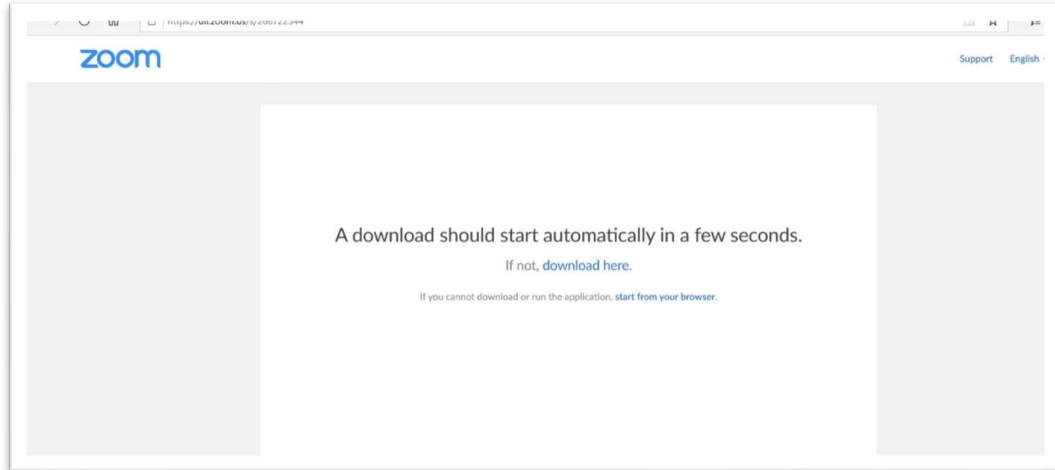 zoom
Support English
A download should start automatically in a few seconds.
If not, download here.
If you cannot download or run the application, start from your browser.